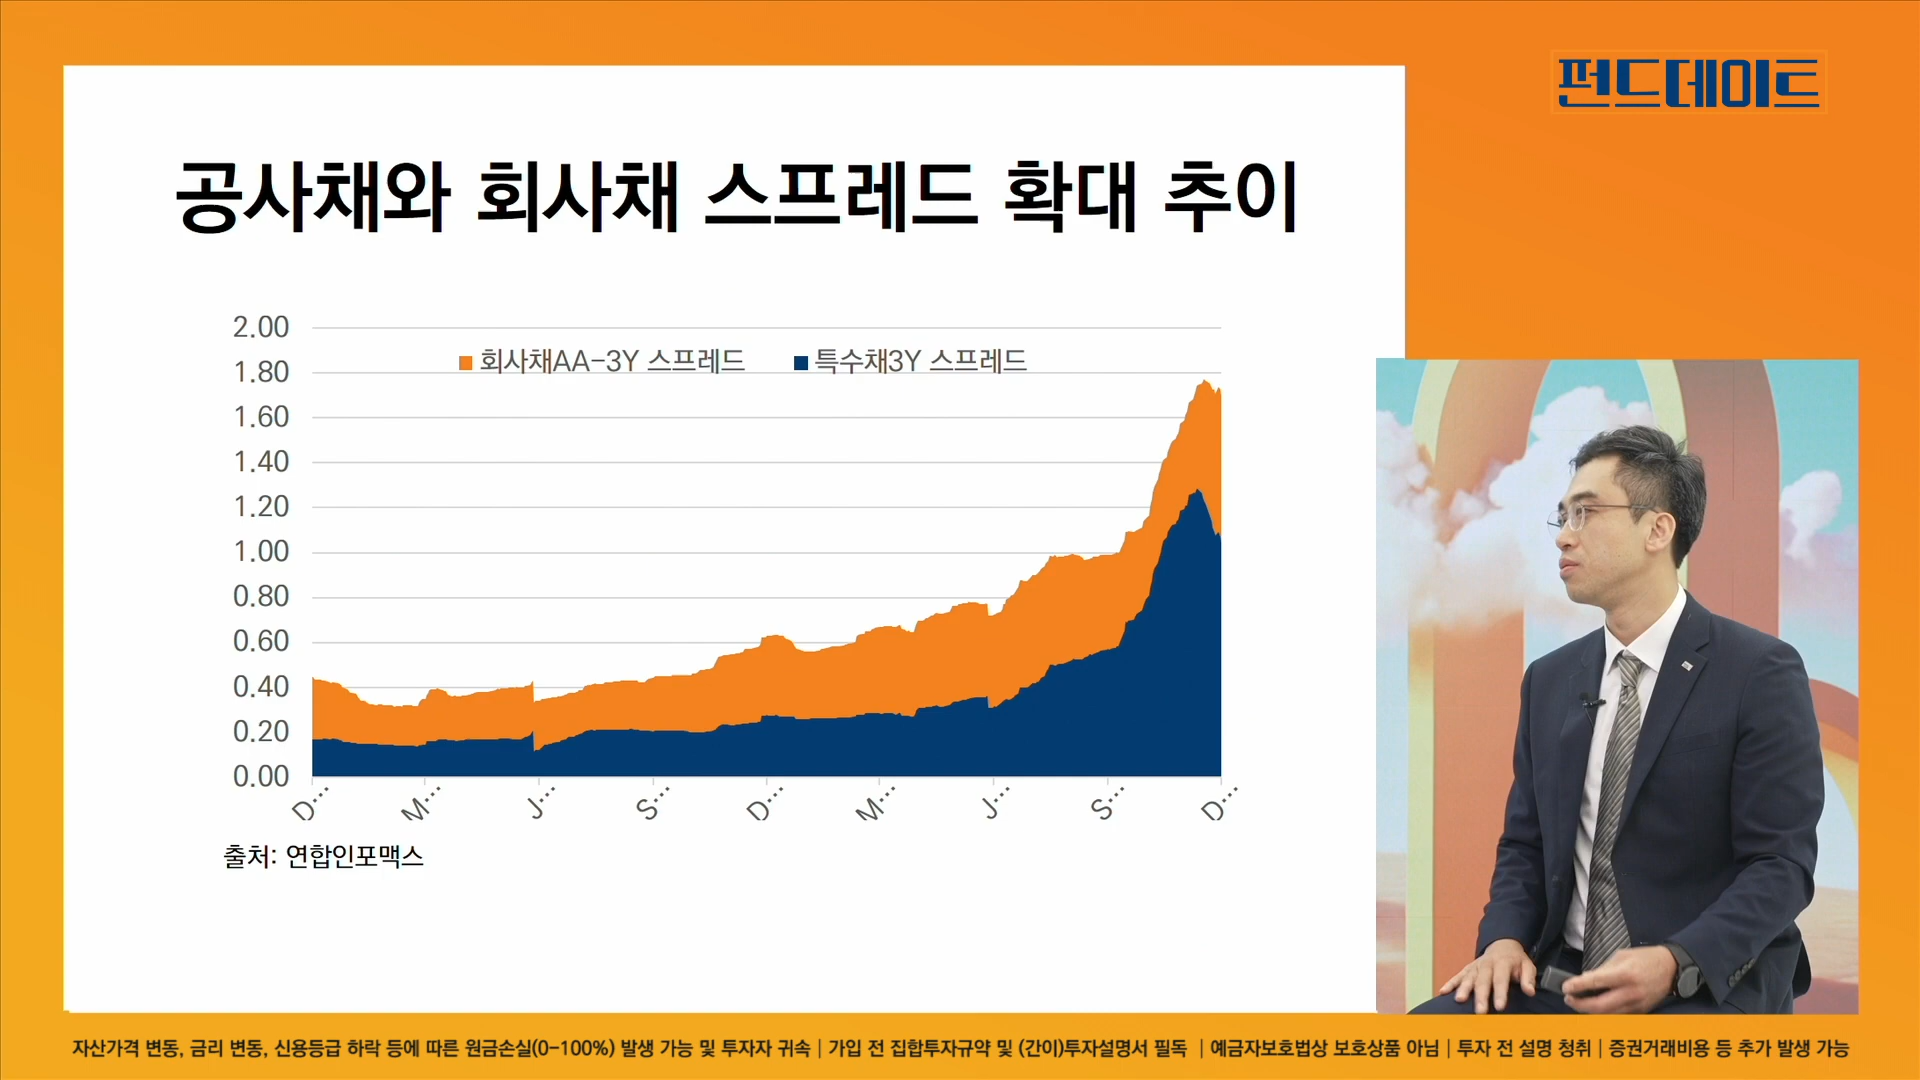 펀드데이트
공사채와 회사채 스프레드 확대 추이
회사채AA-3Y 스프레드 특수채3Y 스프레드
2.00
1.80
1.60
1.40
1.20
1.00
0.80
0.60
0.40
0.20
0.00
D... M... J... S... D... M... J... S... D...
출처: 연합인포맥스
자산가격 변동, 금리 변동, 신용등급 하락 등에 따른 원금손실(0-100%) 발생 가능 및 투자자 귀속 | 가입 전 집합투자규약 및 (간이)투자설명서 필독 | 예금자보호법상 보호상품 아님 | 투자 전 설명 청취 | 증권거래비용 등 추가 발생 가능